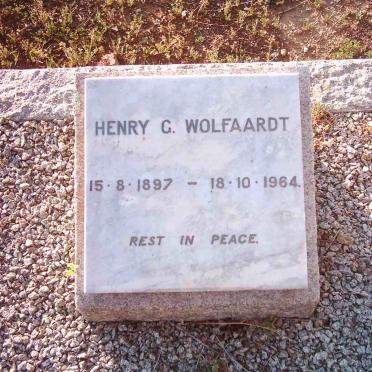 HENRY G. WOLFAARDT
15·8·1897 – 18·10·1964.
REST IN PEACE.